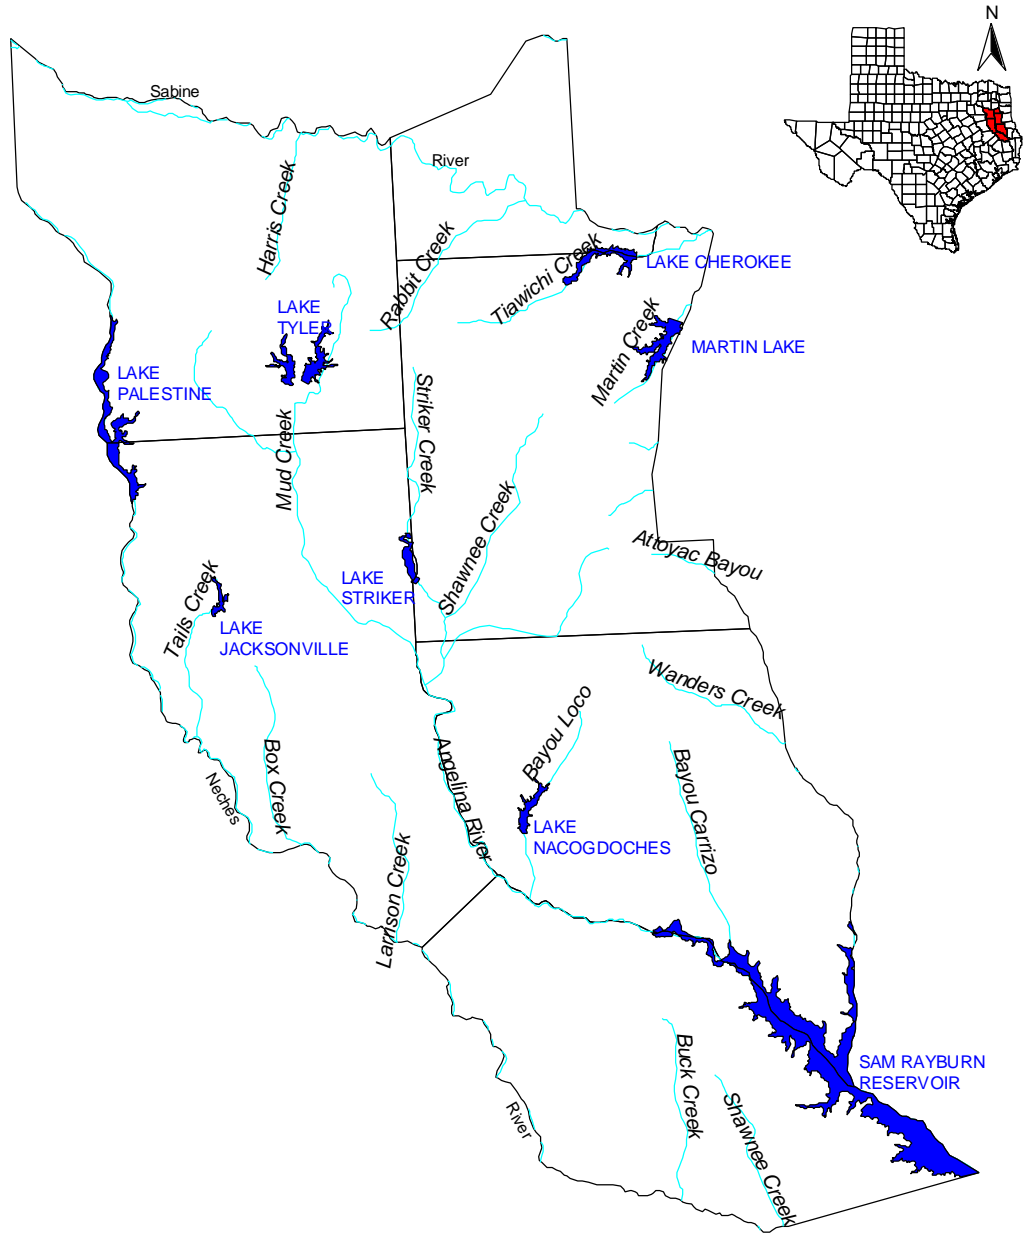 N
Sabine
River
Harris Creek
Rabbit Creek
Tiawichi Creek
LAKE CHEROKEE
LAKE
TYLER
Martin Creek
MARTIN LAKE
LAKE
PALESTINE
Striker Creek
Mud Creek
Shawnee Creek
Attoyac Bayou
LAKE
STRIKER
Tails Creek
LAKE
JACKSONVILLE
Wanders Creek
Bayou Loco
Box Creek
Neches
Angelina River
Bayou Carrizo
LAKE
NACOGDOCHES
Larrison Creek
SAM RAYBURN
RESERVOIR
Buck Creek
River
Shawnee Creek